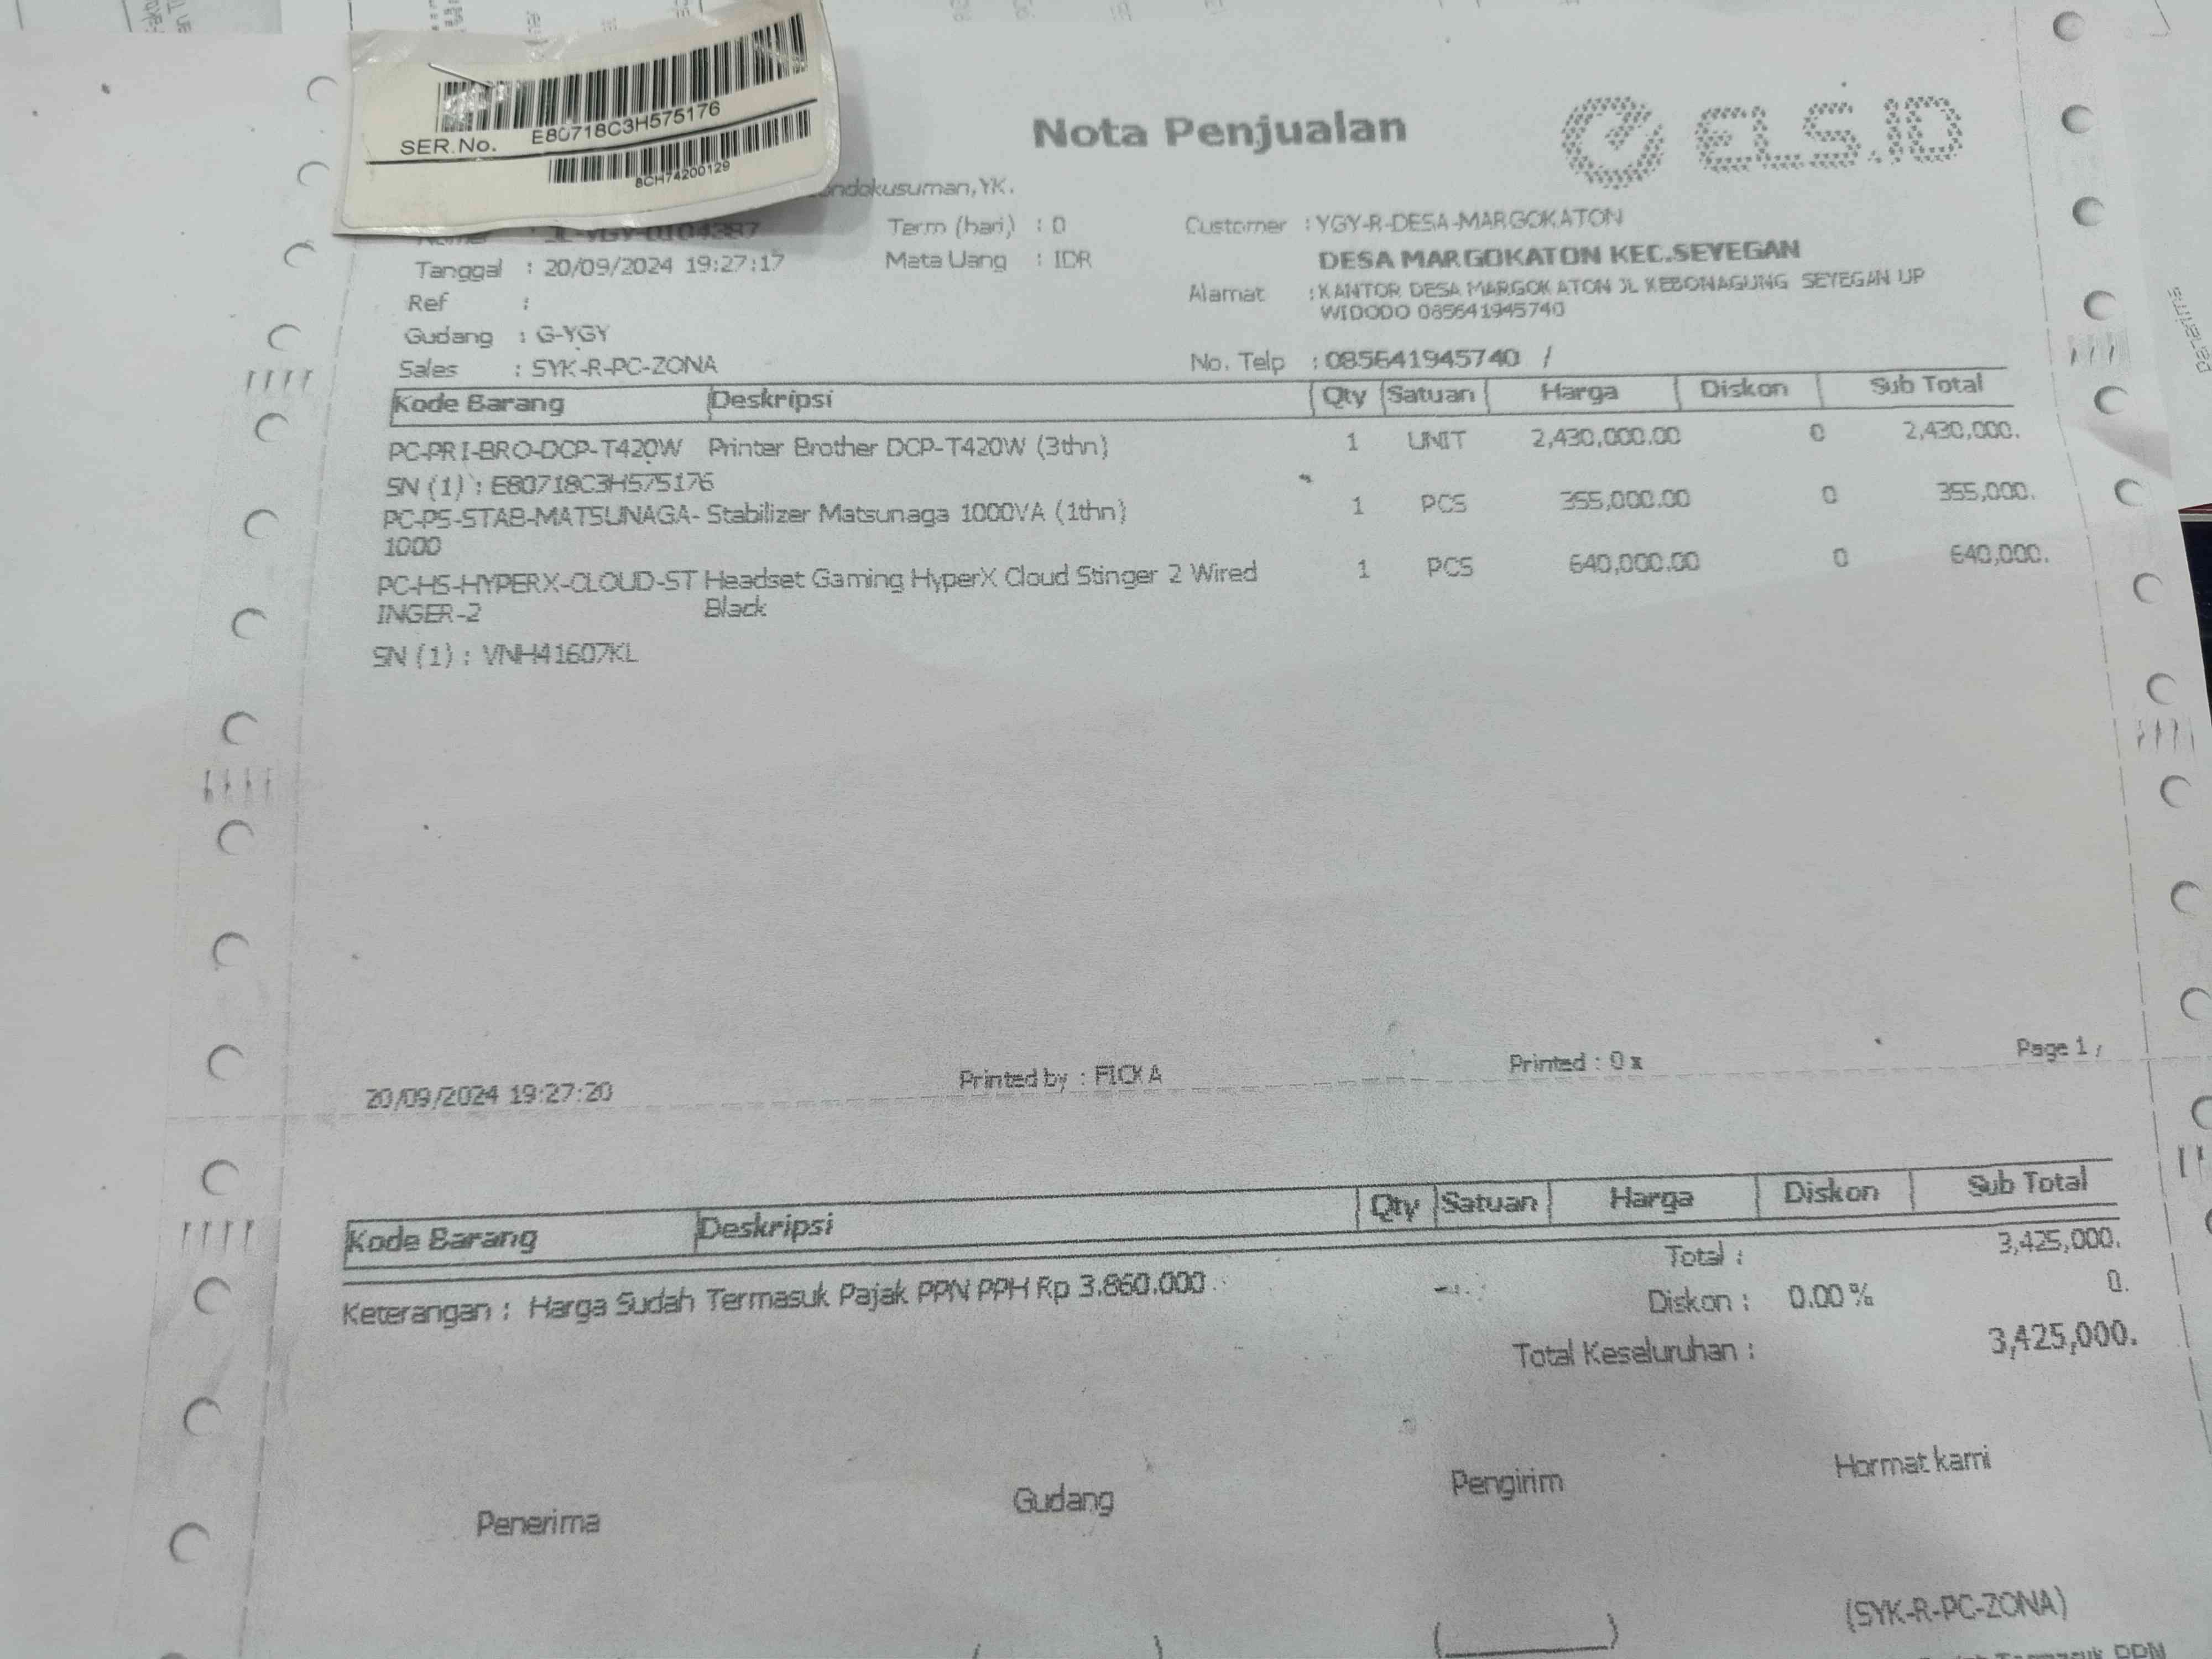 SER.No. E80718C3H575176
8CH74200129
Nota Penjualan
ELS.ID
ndokusuman,YK.
Term (hari) : 0
Customer : YGY-R-DESA-MARGOKATON
Tanggal : 20/09/2024 19:27:17
Mata Uang : IDR
DESA MARGOKATON KEC.SEYEGAN
Ref :
Alamat : KANTOR DESA MARGOKATON JL KEBONAGUNG SEYEGAN UP
WIDODO 085641945740
Gudang : G-YGY
Sales : SYK-R-PC-ZONA
No. Telp : 085641945740 /
Kode Barang Deskripsi Qty Satuan Harga Diskon Sub Total
PC-PRI-BRO-DCP-T420W Printer Brother DCP-T420W (3thn) 1 UNIT 2,430,000.00 0 2,430,000.
SN (1) : E80718C3H575176
PC-PS-STAB-MATSUNAGA- Stabilizer Matsunaga 1000VA (1thn) 1 PCS 355,000.00 0 355,000.
1000
PC-HS-HYPERX-CLOUD-ST Headset Gaming HyperX Cloud Stinger 2 Wired 1 PCS 640,000.00 0 640,000.
INGER-2 Black
SN (1) : VNH41607KL
20/09/2024 19:27:20 Printed by : FICKA Printed : 0 x Page 1 /
Kode Barang Deskripsi Qty Satuan Harga Diskon Sub Total
Total : 3,425,000.
Keterangan : Harga Sudah Termasuk Pajak PPN PPH Rp 3.860.000
Diskon : 0.00 % 0.
Total Keseluruhan : 3,425,000.
Penerima Gudang Pengirim Hormat kami
(SYK-R-PC-ZONA)